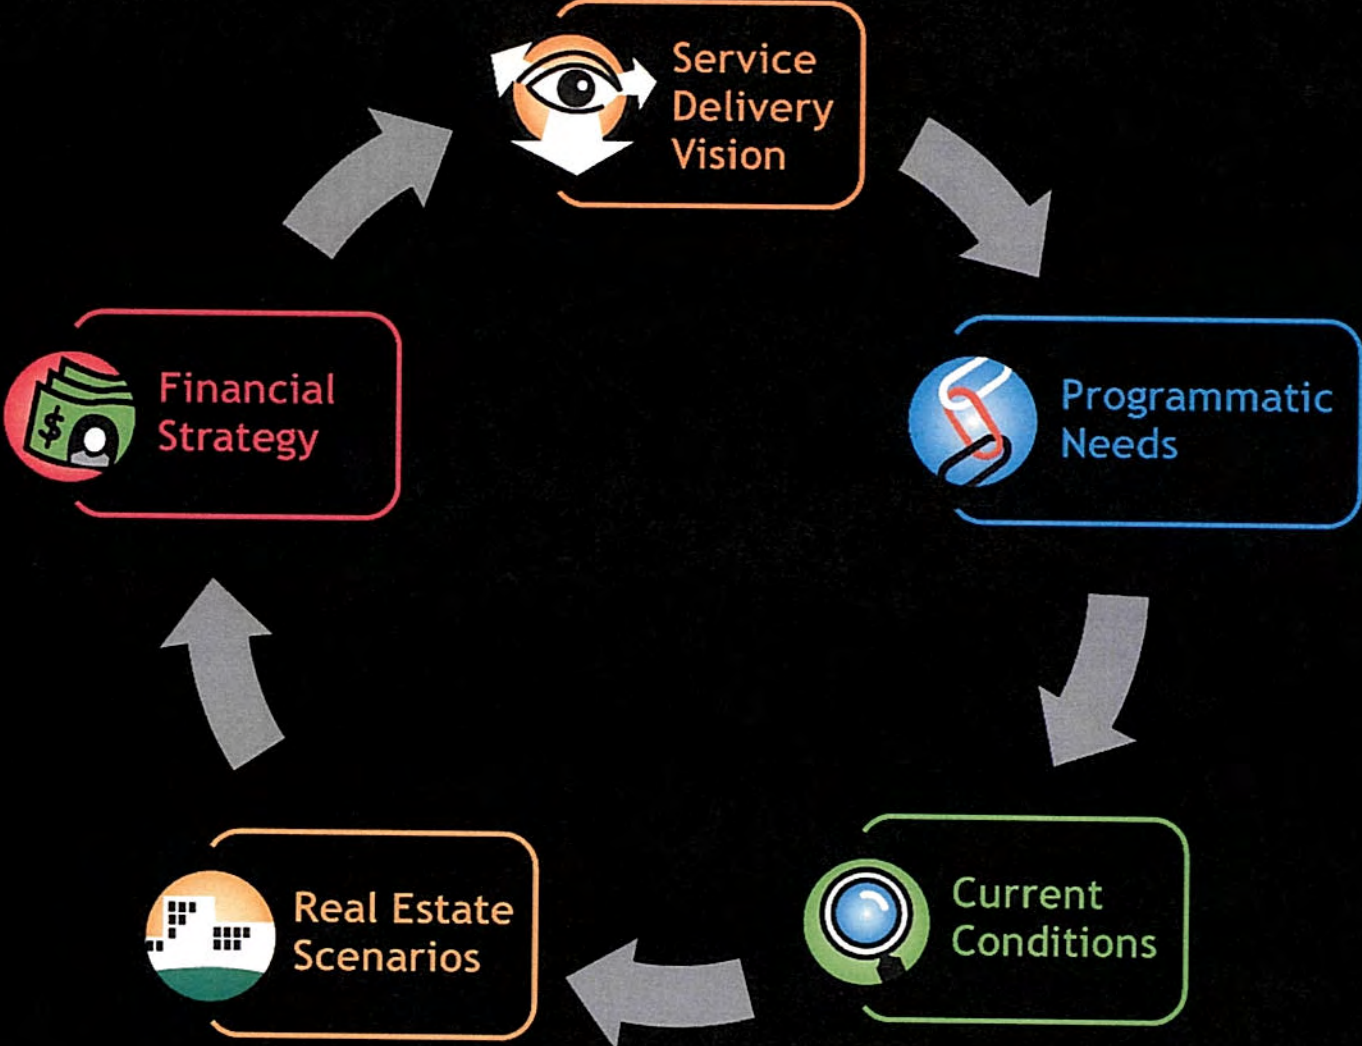 Service
Delivery
Vision
Programmatic
Needs
Current
Conditions
Real Estate
Scenarios
Financial
Strategy
$